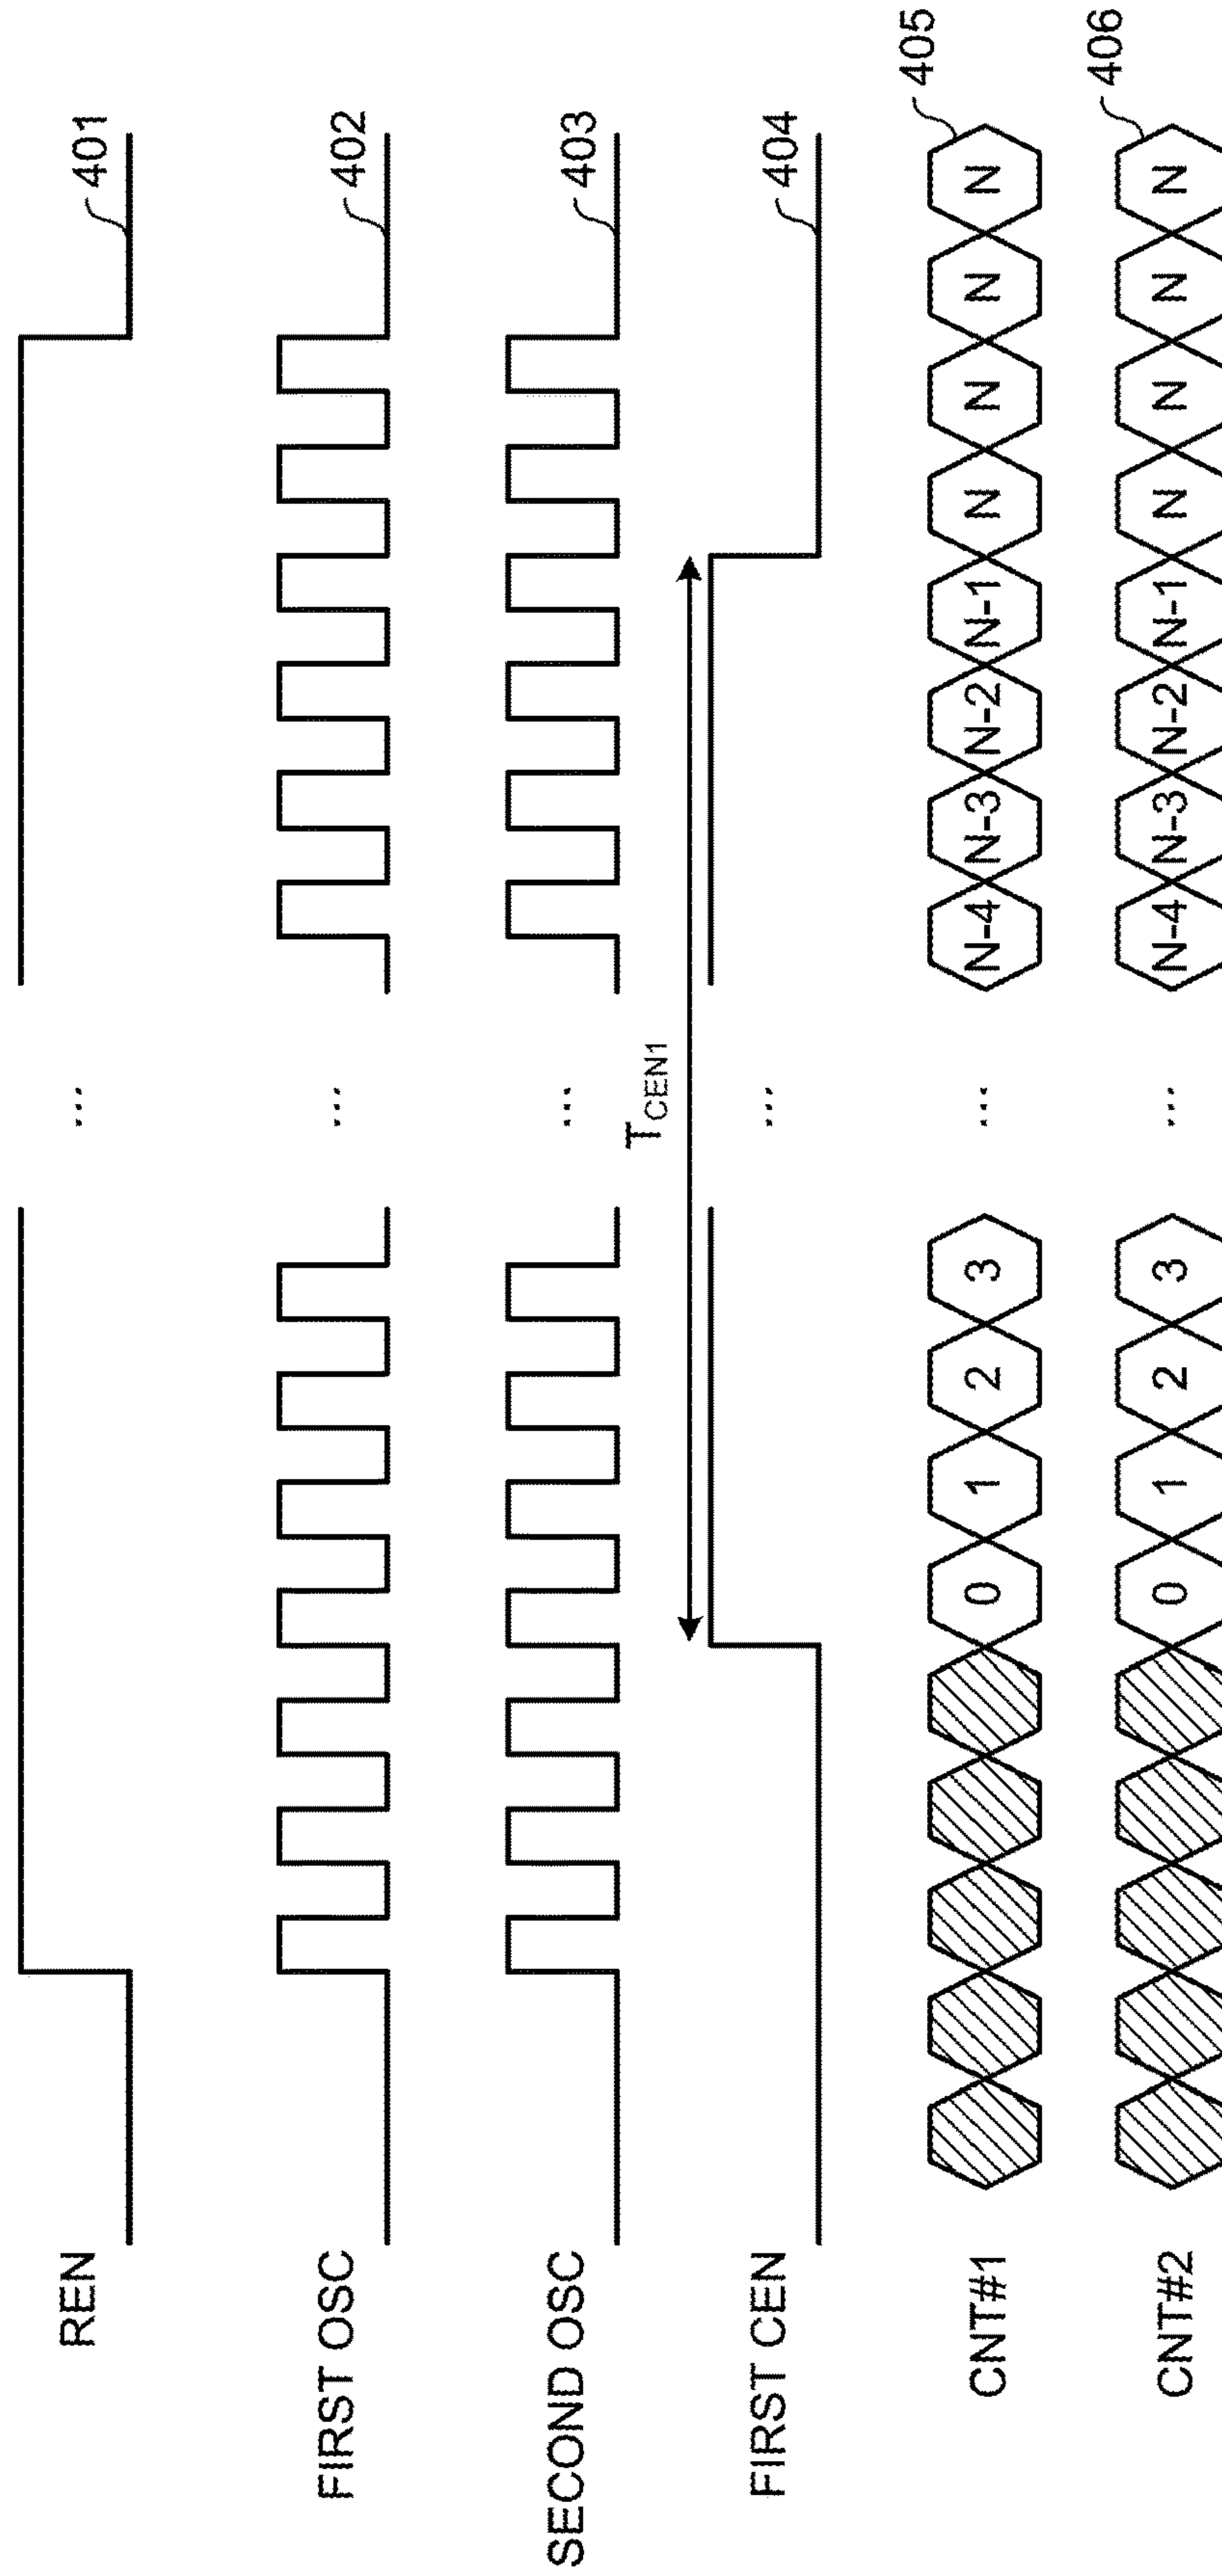 REN ... 401
FIRST OSC ... 402
SECOND OSC ... 403
T_CEN1
FIRST CEN ... 404
CNT#1 0 1 2 3 ... N-4 N-3 N-2 N-1 N N N N 405
CNT#2 0 1 2 3 ... N-4 N-3 N-2 N-1 N N N N 406